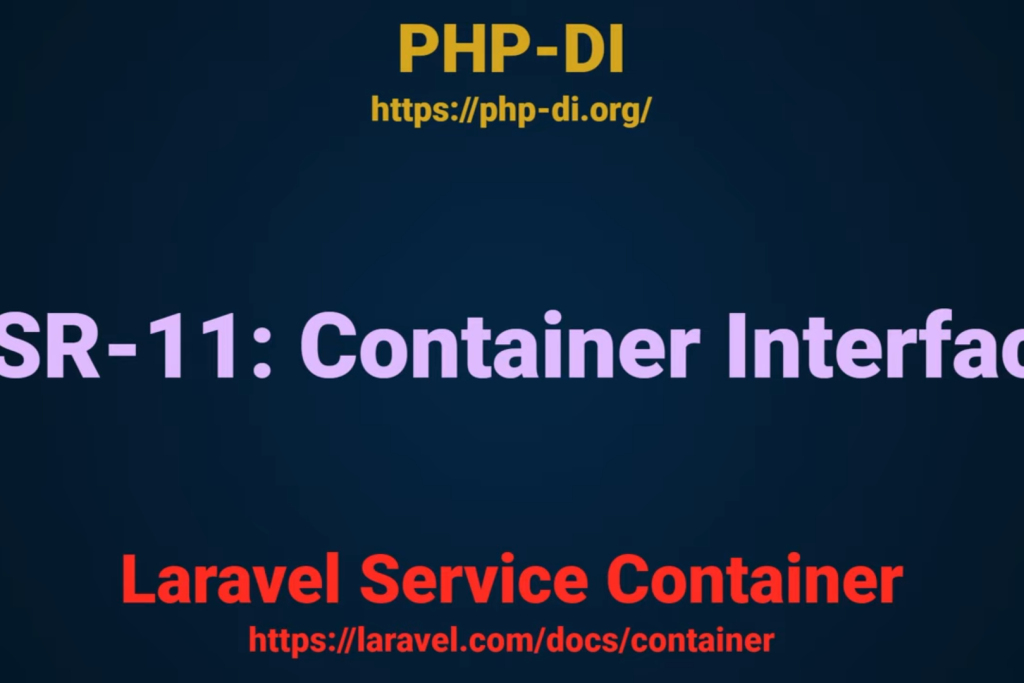 PHP-DI
https://php-di.org/
SR-11: Container Interfac
Laravel Service Container
https://laravel.com/docs/container